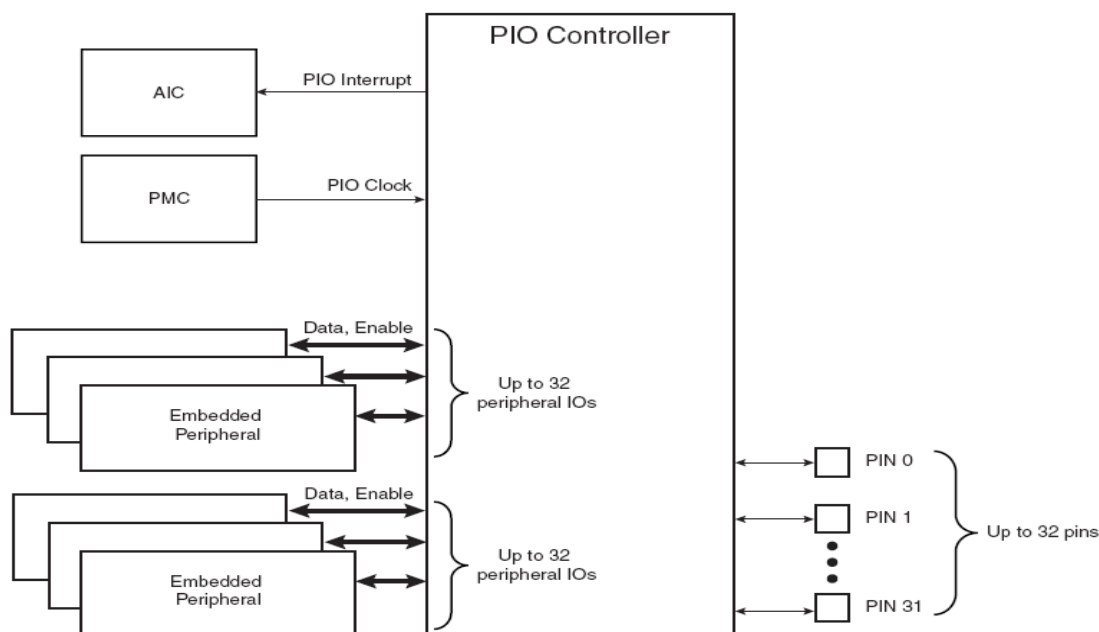 PIO Controller
AIC
PIO Interrupt
PMC
PIO Clock
Data, Enable
Up to 32
peripheral IOs
Embedded
Peripheral
PIN 0
Data, Enable
PIN 1
Up to 32 pins
Up to 32
peripheral IOs
Embedded
Peripheral
PIN 31